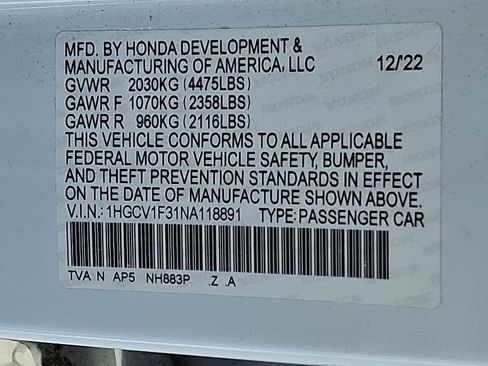 MFD. BY HONDA DEVELOPMENT &
MANUFACTURING OF AMERICA, LLC 12/22
GVWR 2030KG (4475LBS)
GAWR F 1070KG (2358LBS)
GAWR R 960KG (2116LBS)
THIS VEHICLE CONFORMS TO ALL APPLICABLE
FEDERAL MOTOR VEHICLE SAFETY, BUMPER,
AND THEFT PREVENTION STANDARDS IN EFFECT
ON THE DATE OF MANUFACTURE SHOWN ABOVE.
V.I.N.: 1HGCV1F31NA118891 TYPE: PASSENGER CAR
TVA N AP5 NH883P .Z .A